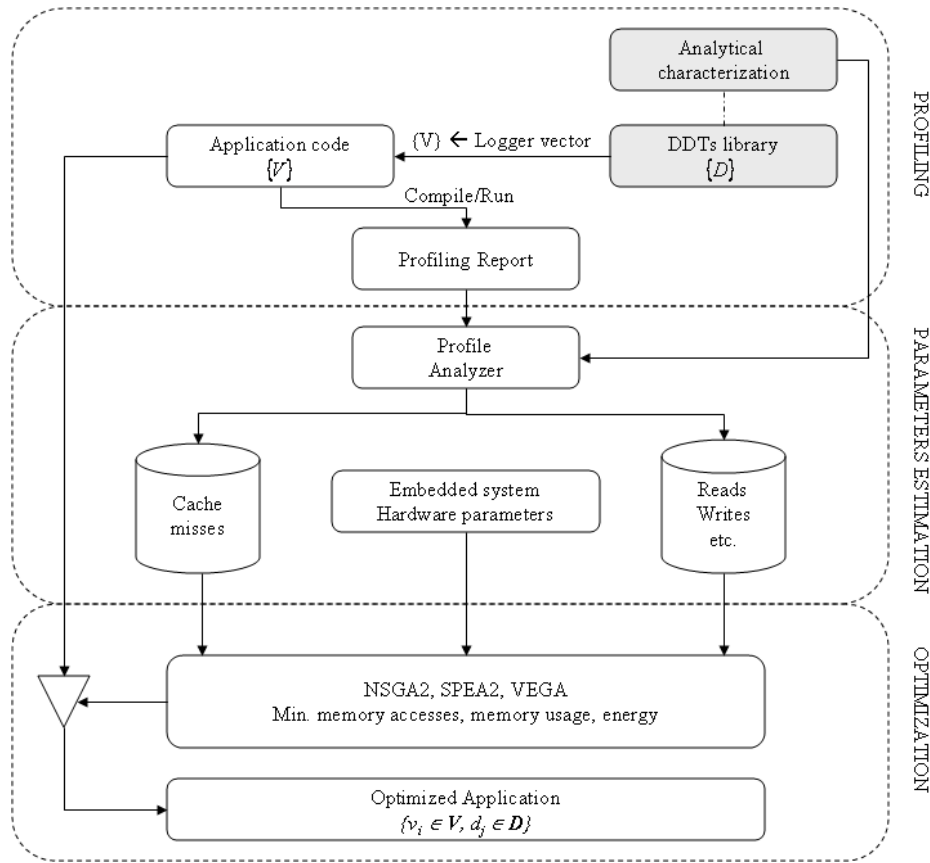 Analytical
characterization
PROFILING
Application code
{V}
{V} ← Logger vector
DDTs library
{D}
Compile/Run
Profiling Report
PARAMETERS ESTIMATION
Profile
Analyzer
Cache
misses
Embedded system
Hardware parameters
Reads
Writes
etc.
OPTIMIZATION
NSGA2, SPEA2, VEGA
Min. memory accesses, memory usage, energy
Optimized Application
{vᵢ ∈ V, dⱼ ∈ D}